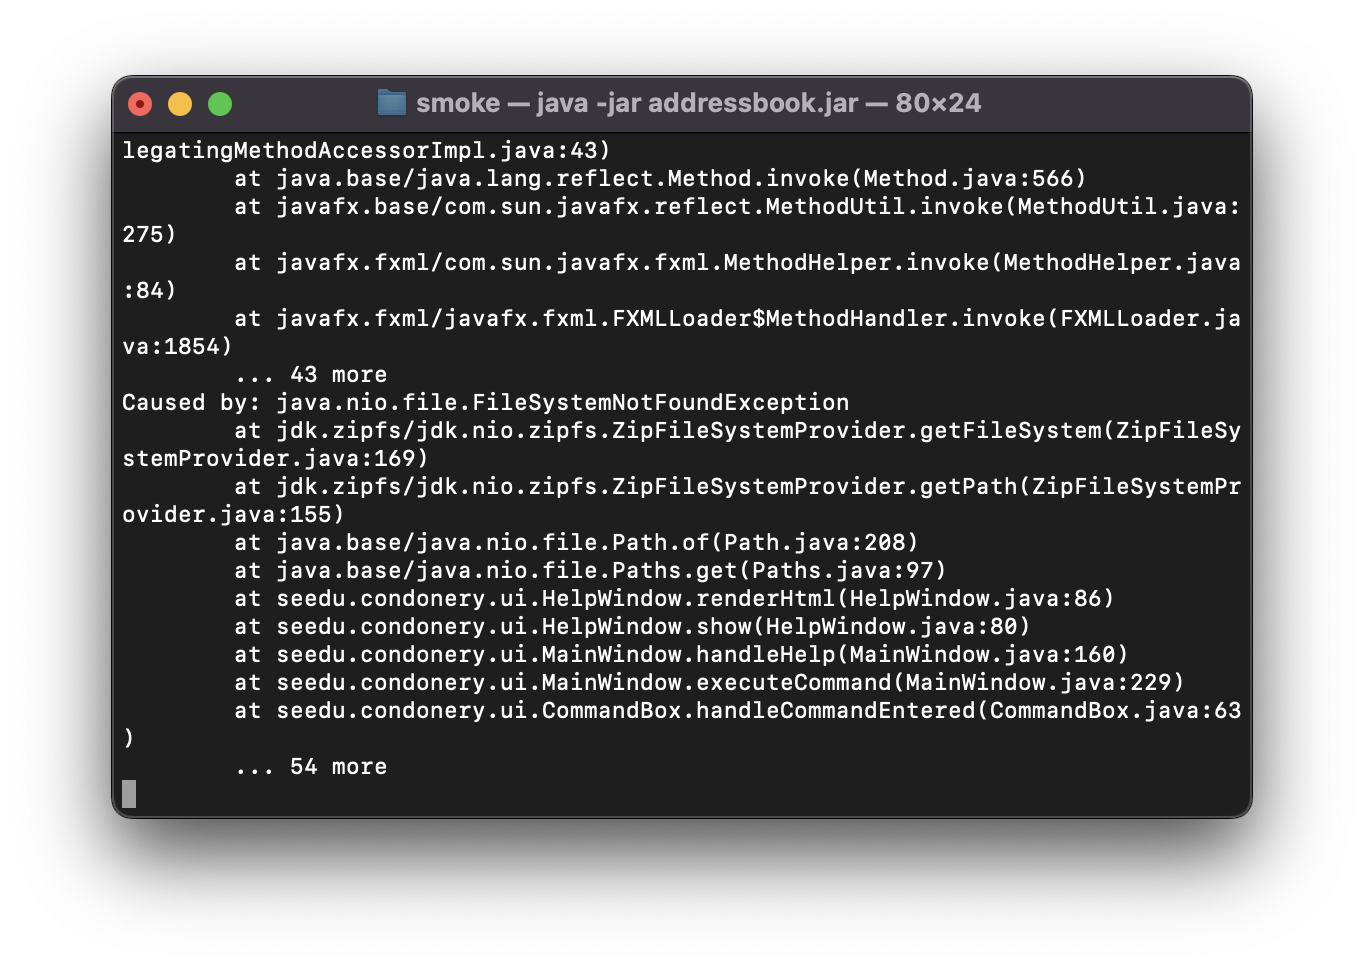 smoke — java -jar addressbook.jar — 80×24
legatingMethodAccessorImpl.java:43)
        at java.base/java.lang.reflect.Method.invoke(Method.java:566)
        at javafx.base/com.sun.javafx.reflect.MethodUtil.invoke(MethodUtil.java:
275)
        at javafx.fxml/com.sun.javafx.fxml.MethodHelper.invoke(MethodHelper.java
:84)
        at javafx.fxml/javafx.fxml.FXMLLoader$MethodHandler.invoke(FXMLLoader.ja
va:1854)
        ... 43 more
Caused by: java.nio.file.FileSystemNotFoundException
        at jdk.zipfs/jdk.nio.zipfs.ZipFileSystemProvider.getFileSystem(ZipFileSy
stemProvider.java:169)
        at jdk.zipfs/jdk.nio.zipfs.ZipFileSystemProvider.getPath(ZipFileSystemPr
ovider.java:155)
        at java.base/java.nio.file.Path.of(Path.java:208)
        at java.base/java.nio.file.Paths.get(Paths.java:97)
        at seedu.condonery.ui.HelpWindow.renderHtml(HelpWindow.java:86)
        at seedu.condonery.ui.HelpWindow.show(HelpWindow.java:80)
        at seedu.condonery.ui.MainWindow.handleHelp(MainWindow.java:160)
        at seedu.condonery.ui.MainWindow.executeCommand(MainWindow.java:229)
        at seedu.condonery.ui.CommandBox.handleCommandEntered(CommandBox.java:63
)
        ... 54 more